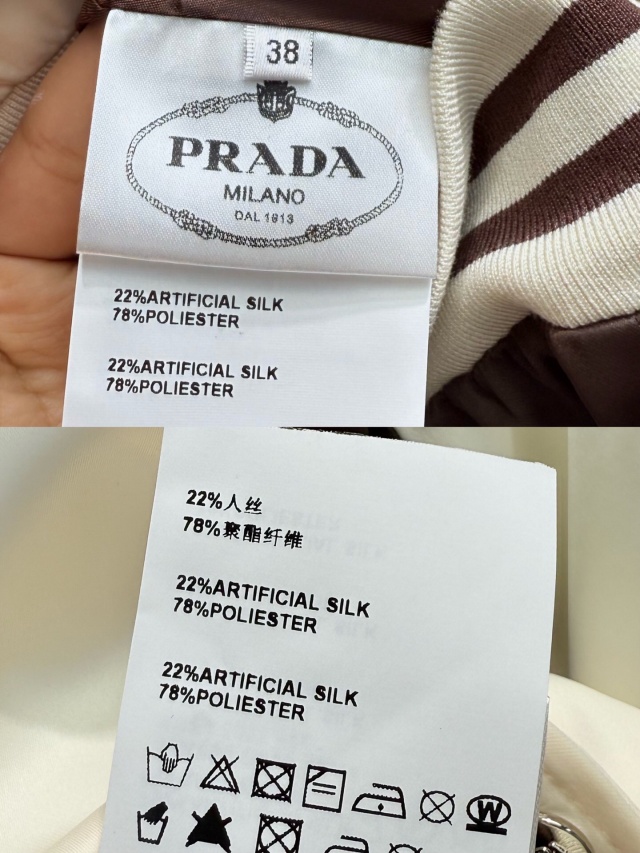 38
PRADA
MILANO
DAL 1913
22%ARTIFICIAL SILK
78%POLIESTER
22%ARTIFICIAL SILK
78%POLIESTER
22%人丝
78%聚酯纤维
22%ARTIFICIAL SILK
78%POLIESTER
22%ARTIFICIAL SILK
78%POLIESTER
W